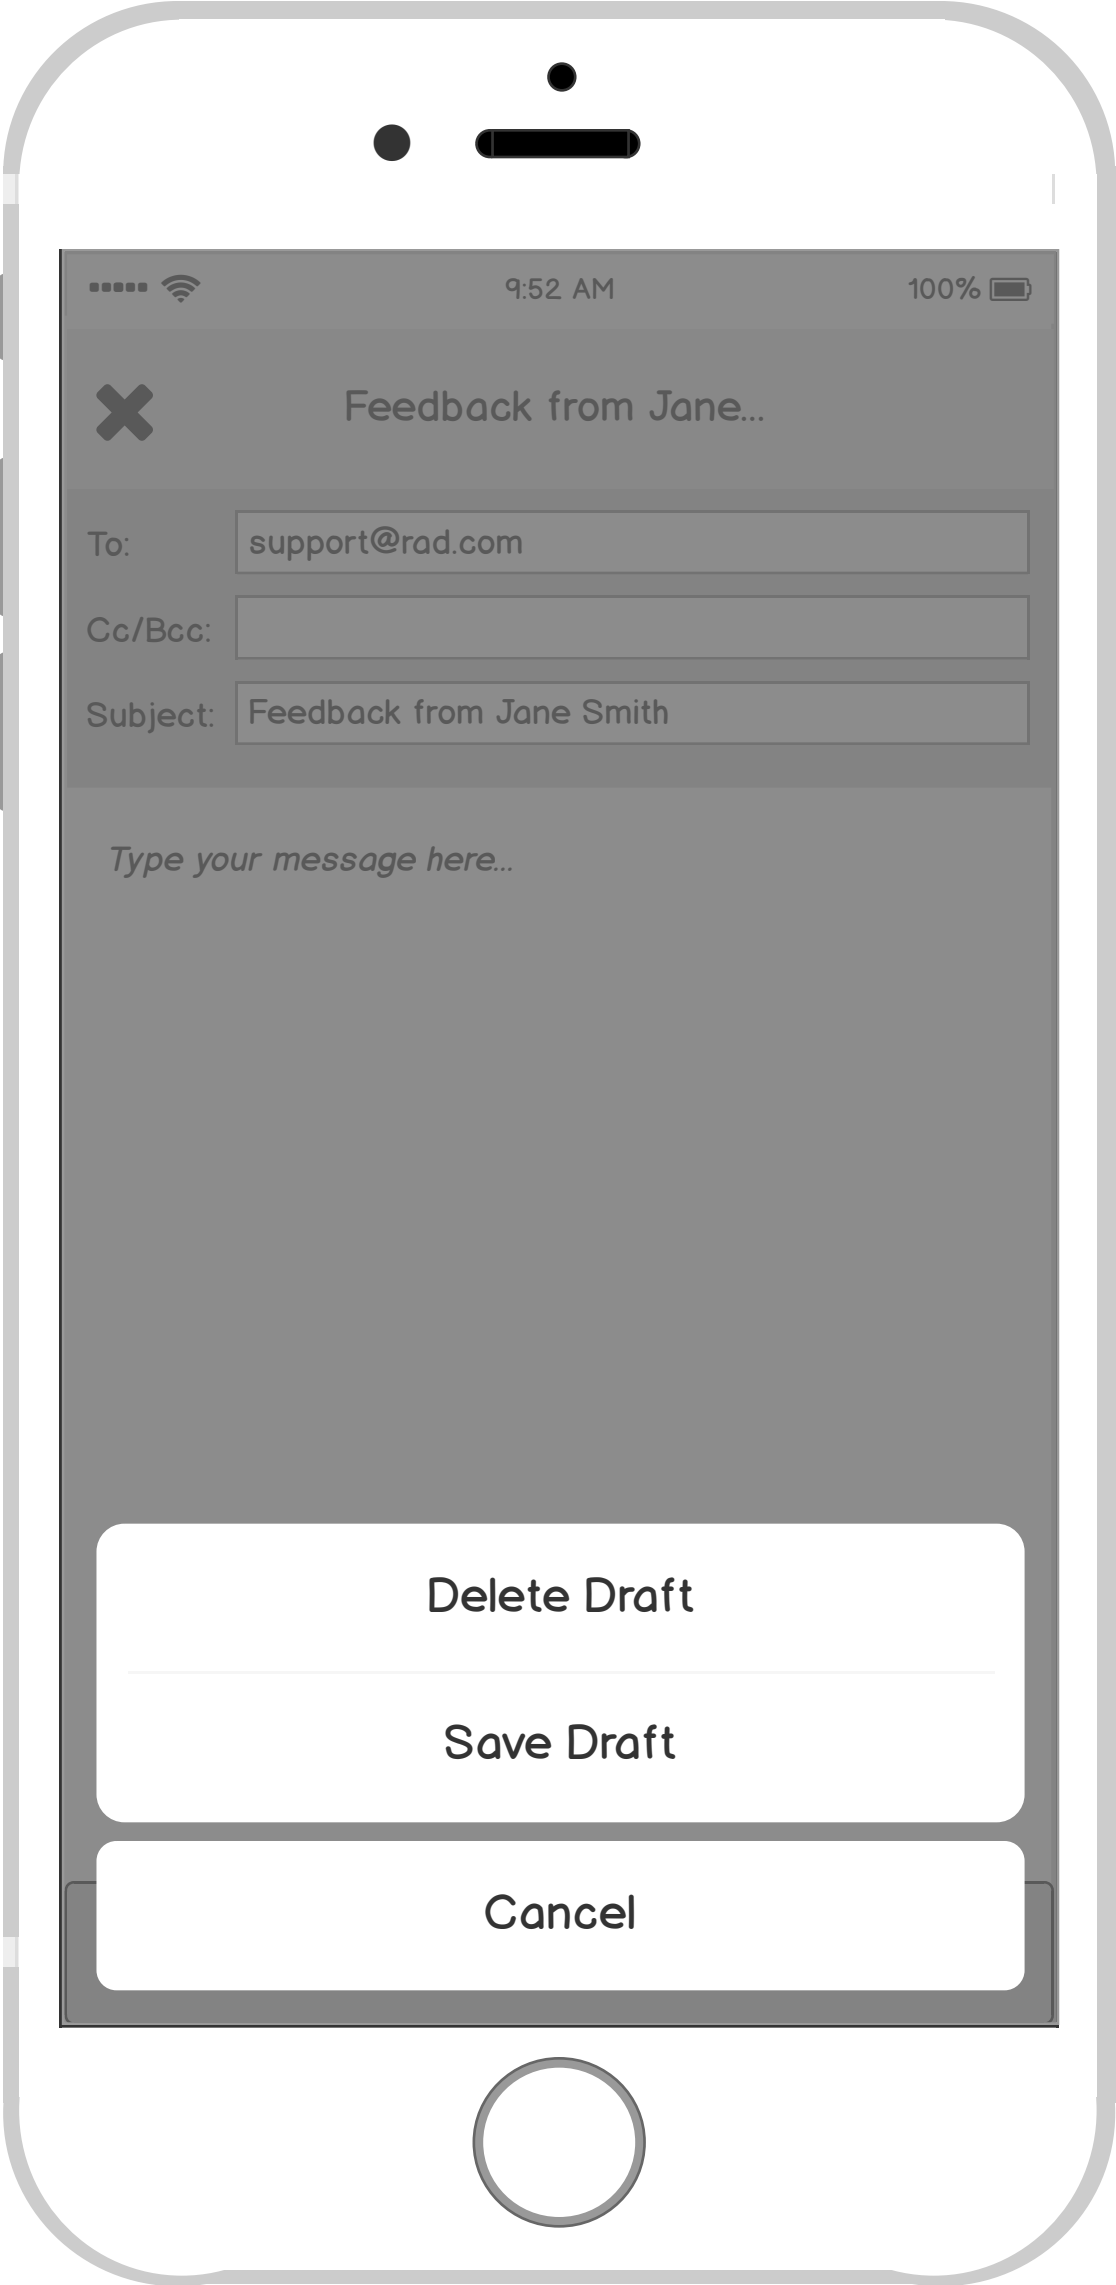 9:52 AM 100%
Feedback from Jane...
To: support@rad.com
Cc/Bcc:
Subject: Feedback from Jane Smith
Type your message here...
Delete Draft
Save Draft
Cancel